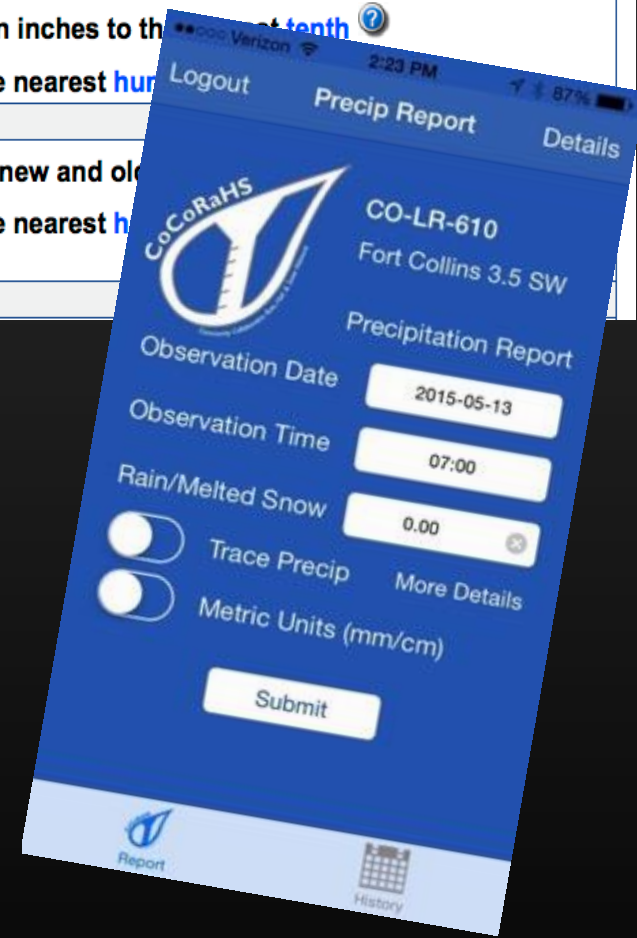 n inches to th tenth
e nearest hur
new and old
e nearest h
Verizon 2:23 PM 87%
Logout Precip Report Details
CoCoRaHS
CO-LR-610
Fort Collins 3.5 SW
Precipitation Report
Observation Date 2015-05-13
Observation Time 07:00
Rain/Melted Snow 0.00
Trace Precip More Details
Metric Units (mm/cm)
Submit
Report History